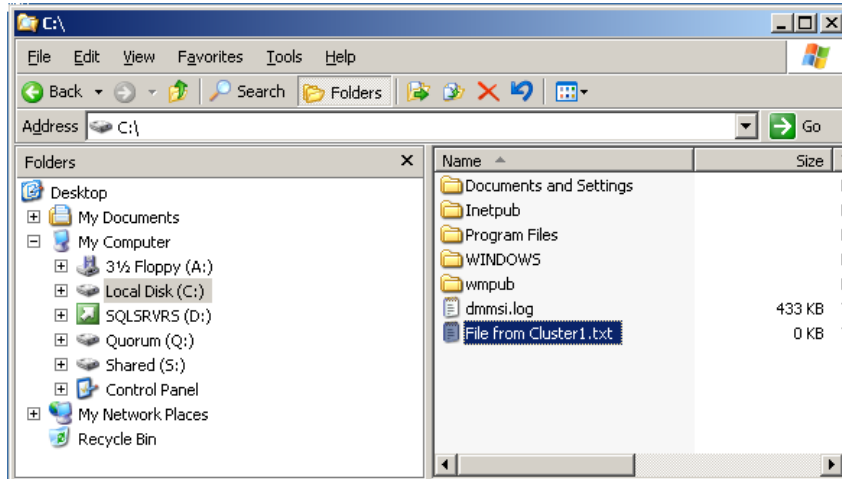 C:\
File Edit View Favorites Tools Help
Back Search Folders
Address C:\ Go
Folders
Desktop
My Documents
My Computer
3½ Floppy (A:)
Local Disk (C:)
SQLSRVRS (D:)
Quorum (Q:)
Shared (S:)
Control Panel
My Network Places
Recycle Bin
Name Size
Documents and Settings
Inetpub
Program Files
WINDOWS
wmpub
dmmsi.log 433 KB
File from Cluster1.txt 0 KB